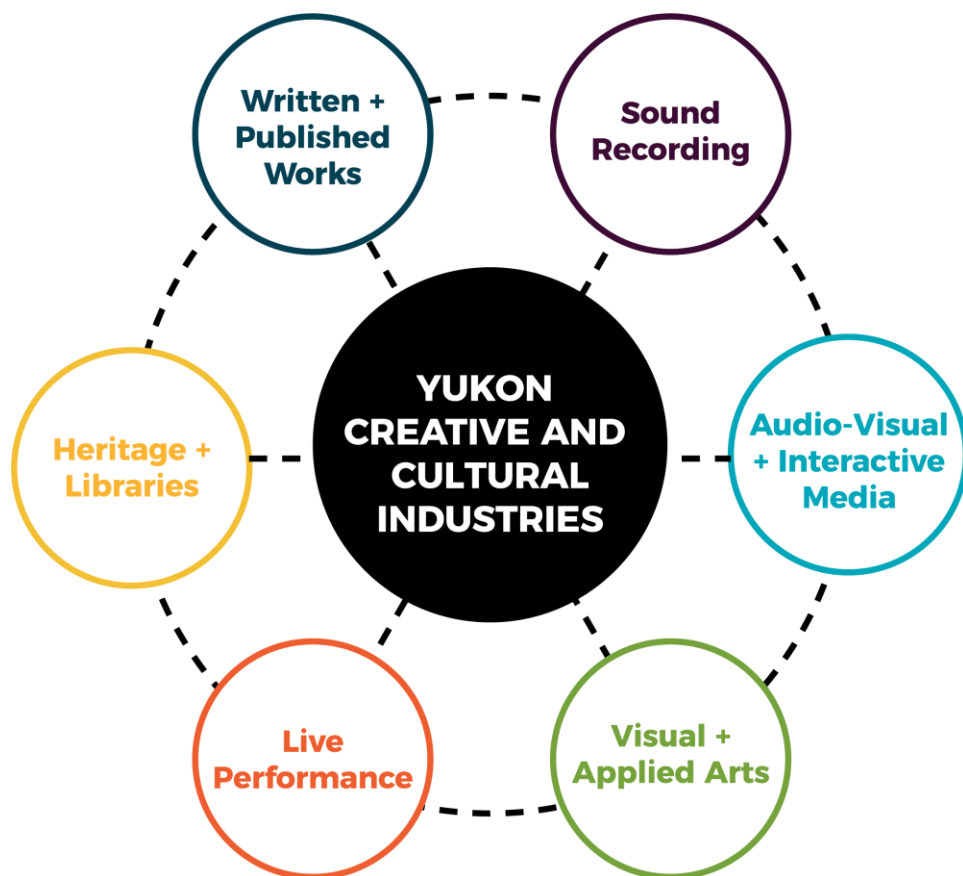 Written +
Published
Works
Sound
Recording
YUKON
CREATIVE AND
CULTURAL
INDUSTRIES
Heritage +
Libraries
Audio-Visual
+ Interactive
Media
Live
Performance
Visual +
Applied Arts